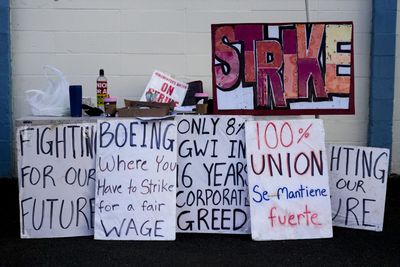 STRIKE
ON
STRIKE
FIGHTING
FOR OUR
FUTURE
BOEING
Where You
Have to Strike
for a fair
WAGE
ONLY 8%
GWI IN
16 YEARS
CORPORATE
GREED
100%
UNION
Se Mantiene
fuerte
HTING
OUR
URE